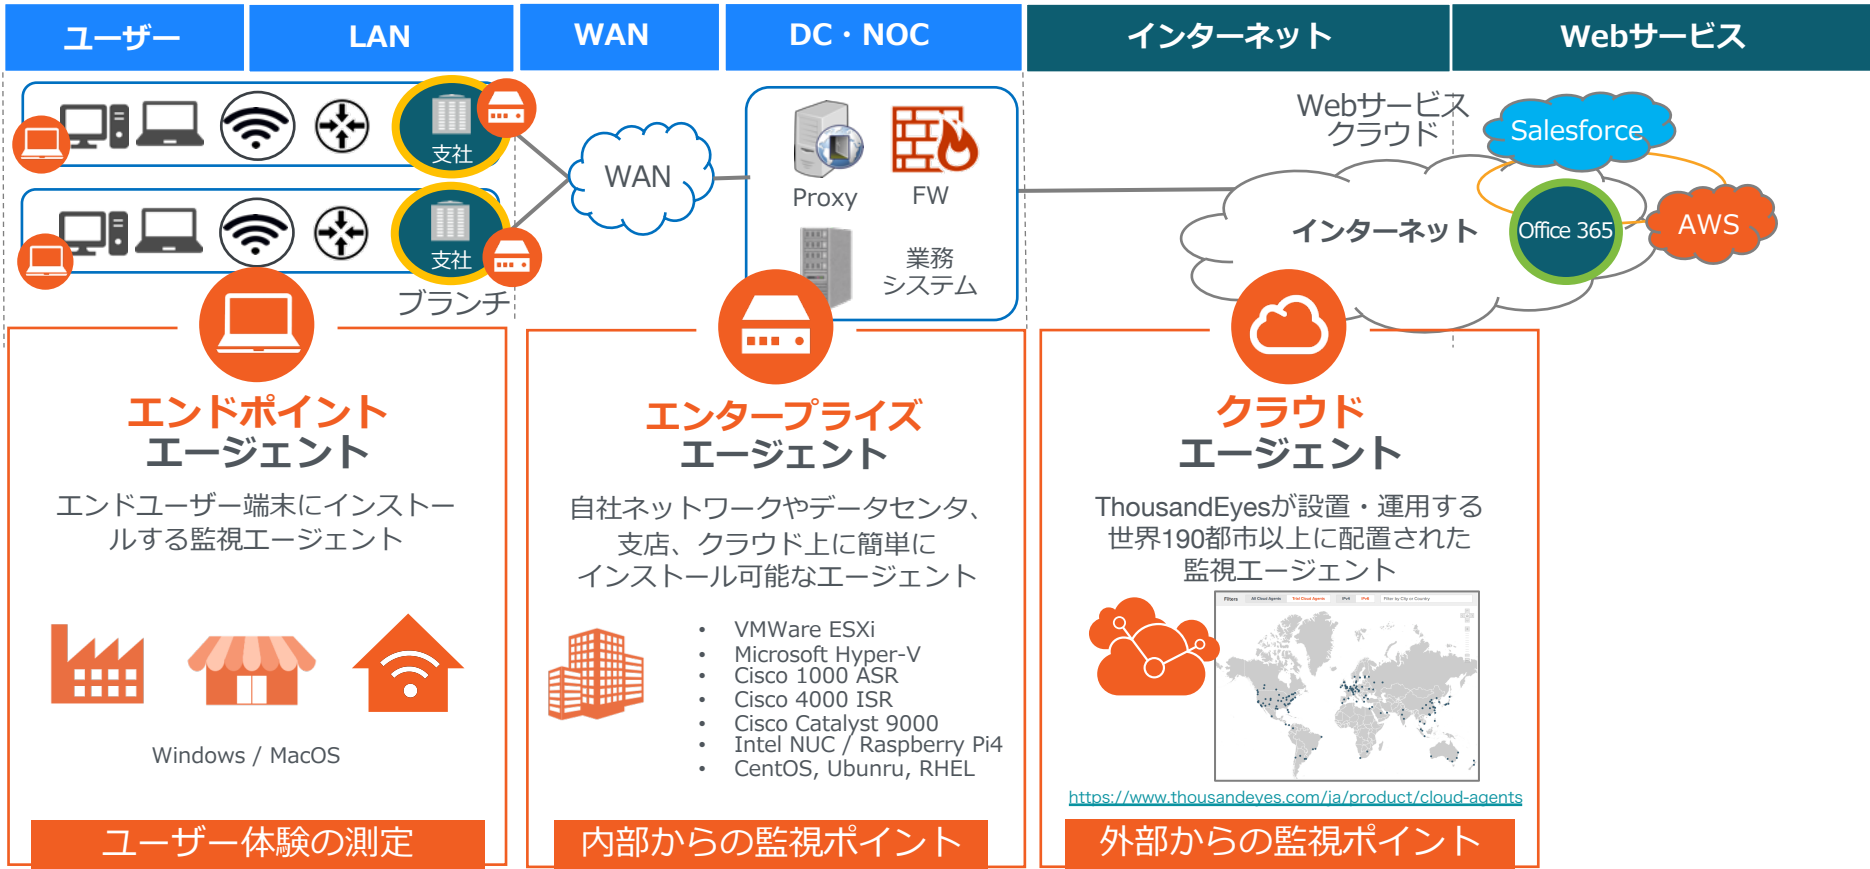 ユーザー
LAN
WAN
DC・NOC
インターネット
Webサービス
支社
支社
ブランチ
WAN
Proxy
FW
業務
システム
Webサービス
クラウド
Salesforce
インターネット
Office 365
AWS
エンドポイント
エージェント
エンドユーザー端末にインストー
ルする監視エージェント
Windows / MacOS
ユーザー体験の測定
エンタープライズ
エージェント
自社ネットワークやデータセンタ、
支店、クラウド上に簡単に
インストール可能なエージェント
• VMWare ESXi
• Microsoft Hyper-V
• Cisco 1000 ASR
• Cisco 4000 ISR
• Cisco Catalyst 9000
• Intel NUC / Raspberry Pi4
• CentOS, Ubunru, RHEL
内部からの監視ポイント
クラウド
エージェント
ThousandEyesが設置・運用する
世界190都市以上に配置された
監視エージェント
Filters All Cloud Agents Trial Cloud Agents IPv4 IPv6 Filter by City or Country
https://www.thousandeyes.com/ja/product/cloud-agents
外部からの監視ポイント